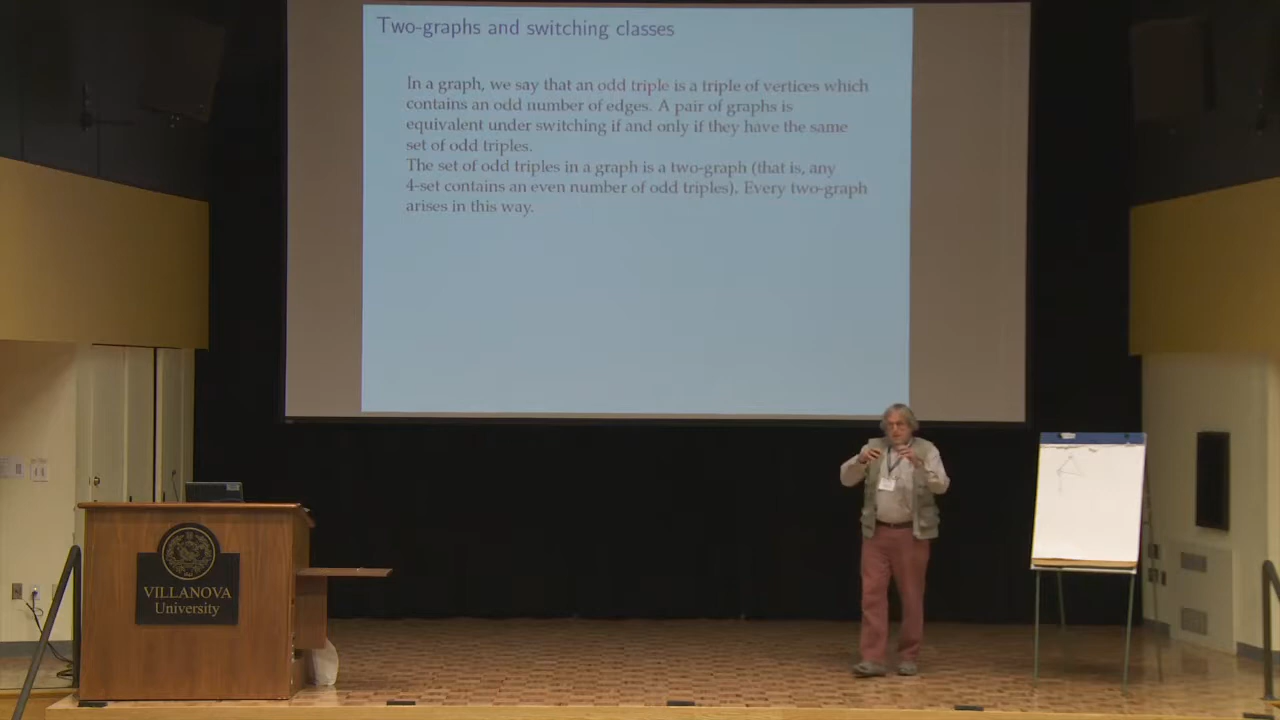 Two-graphs and switching classes
In a graph, we say that an odd triple is a triple of vertices which
contains an odd number of edges. A pair of graphs is
equivalent under switching if and only if they have the same
set of odd triples.
The set of odd triples in a graph is a two-graph (that is, any
4-set contains an even number of odd triples). Every two-graph
arises in this way.
VILLANOVA
University